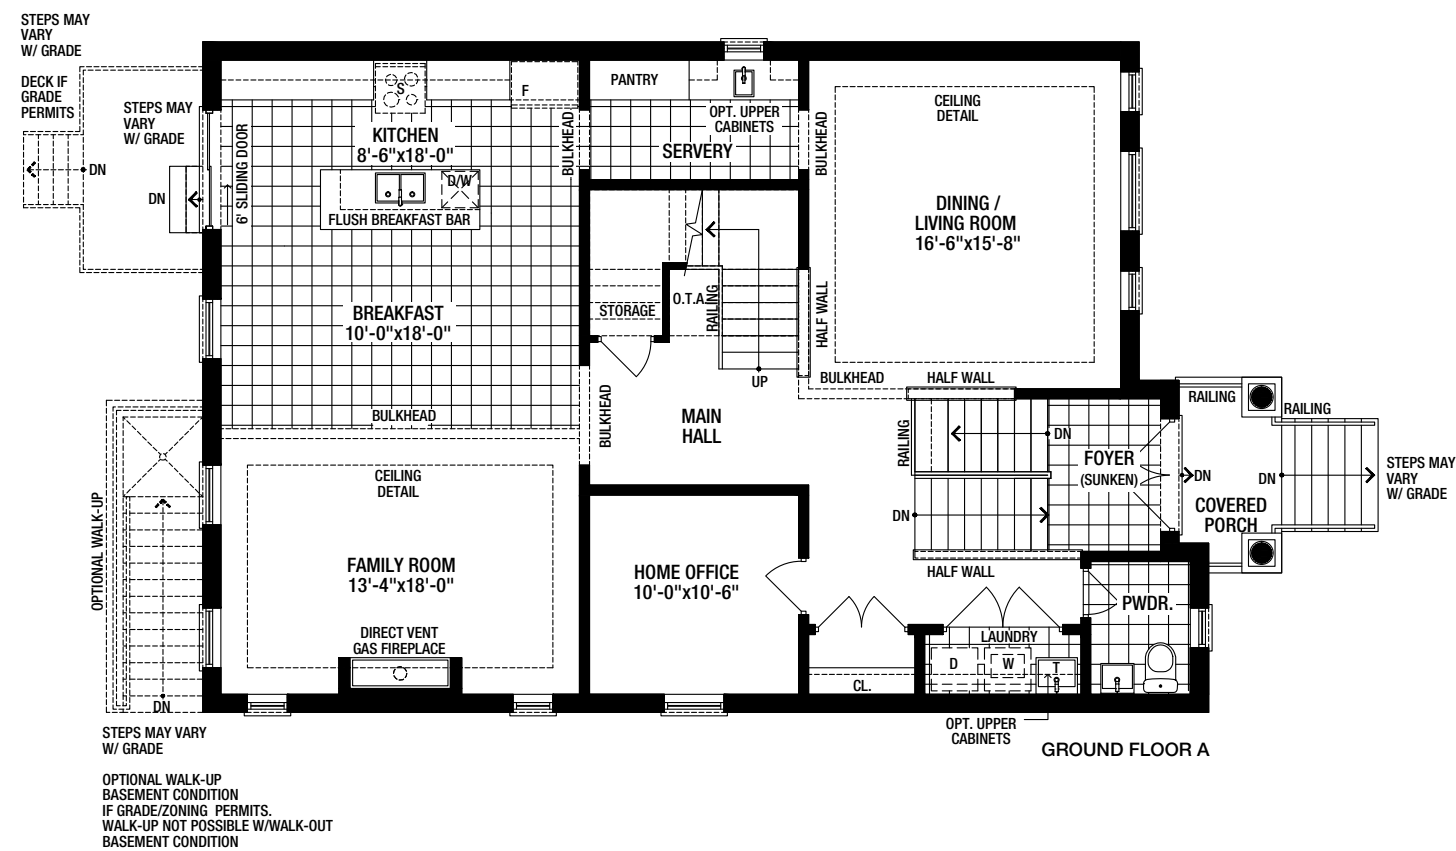 STEPS MAY
VARY
W/ GRADE
DECK IF
GRADE
PERMITS
STEPS MAY
VARY
W/ GRADE
DN
DN
6' SLIDING DOOR
S
F
KITCHEN
8'-6"x18'-0"
D/W
FLUSH BREAKFAST BAR
BULKHEAD
PANTRY
OPT. UPPER
CABINETS
SERVERY
BULKHEAD
CEILING
DETAIL
DINING /
LIVING ROOM
16'-6"x15'-8"
BREAKFAST
10'-0"x18'-0"
STORAGE
O.T.A.
RAILING
HALF WALL
UP
BULKHEAD
HALF WALL
BULKHEAD
BULKHEAD
MAIN
HALL
RAILING
DN
DN
FOYER
(SUNKEN)
DN
RAILING
RAILING
DN
COVERED
PORCH
STEPS MAY
VARY
W/ GRADE
OPTIONAL WALK-UP
DN
CEILING
DETAIL
FAMILY ROOM
13'-4"x18'-0"
DIRECT VENT
GAS FIREPLACE
HOME OFFICE
10'-0"x10'-6"
HALF WALL
PWDR.
LAUNDRY
D
W
T
CL.
OPT. UPPER
CABINETS
GROUND FLOOR A
STEPS MAY VARY
W/ GRADE
OPTIONAL WALK-UP
BASEMENT CONDITION
IF GRADE/ZONING PERMITS.
WALK-UP NOT POSSIBLE W/WALK-OUT
BASEMENT CONDITION